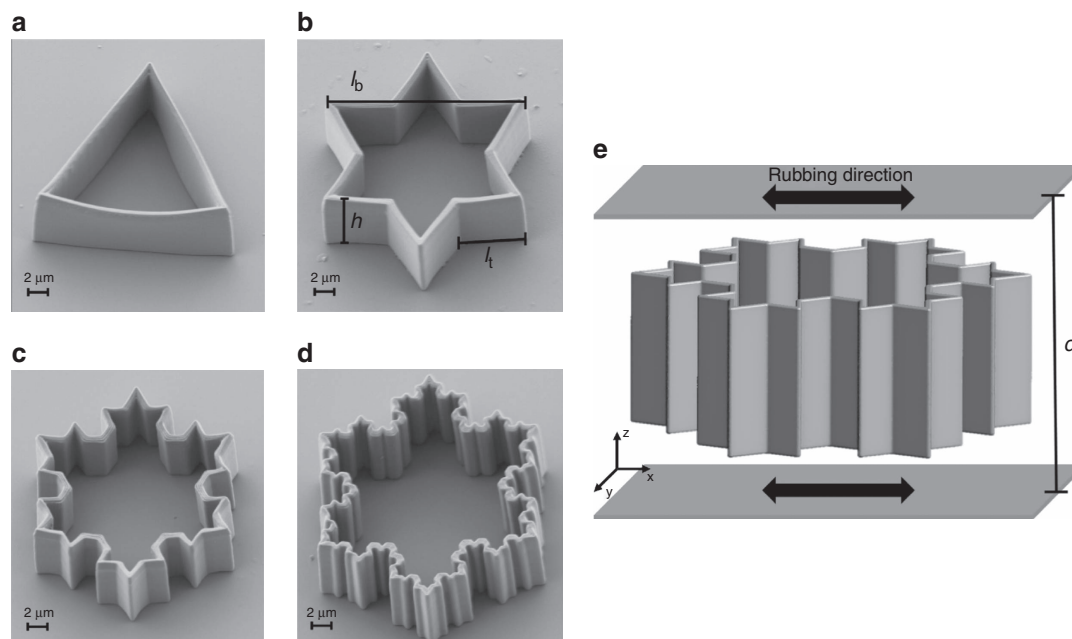 a
2 μm
b
l_b
h
l_t
2 μm
c
2 μm
d
2 μm
e
Rubbing direction
d
z
x
y